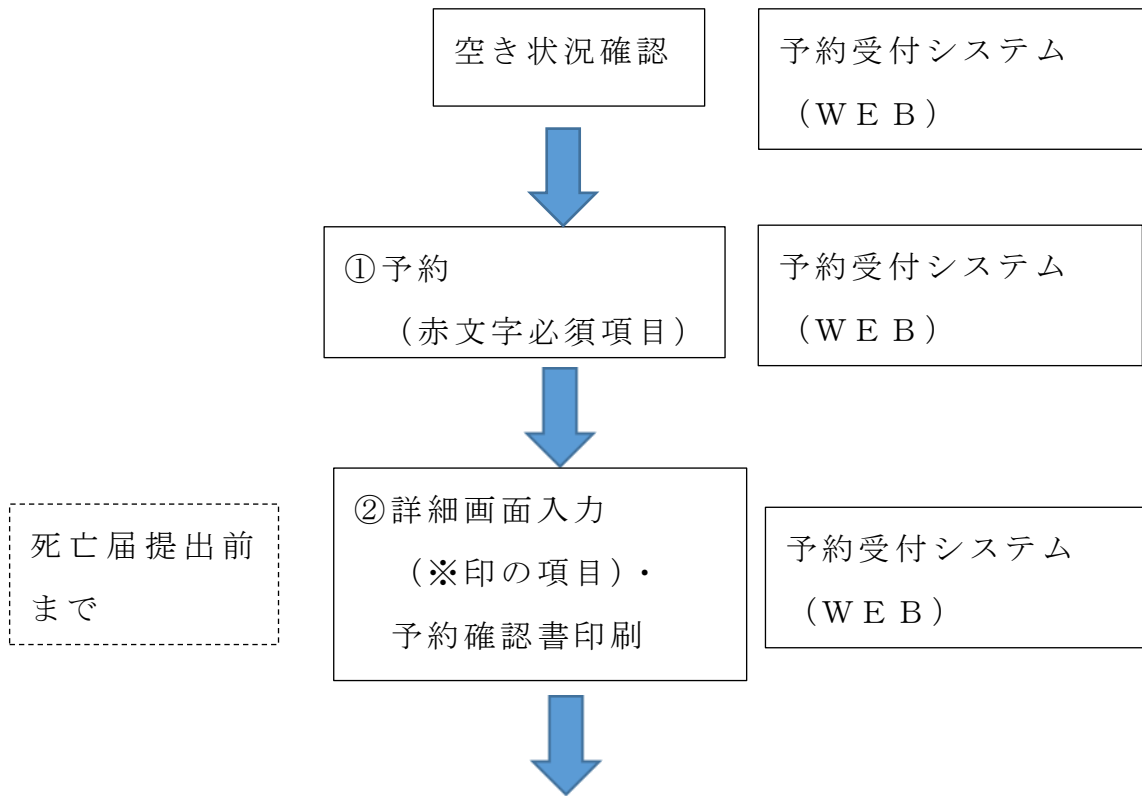 空き状況確認
予約受付システム
（ＷＥＢ）
①予約
（赤文字必須項目）
予約受付システム
（ＷＥＢ）
死亡届提出前
まで
②詳細画面入力
（※印の項目）・
予約確認書印刷
予約受付システム
（ＷＥＢ）